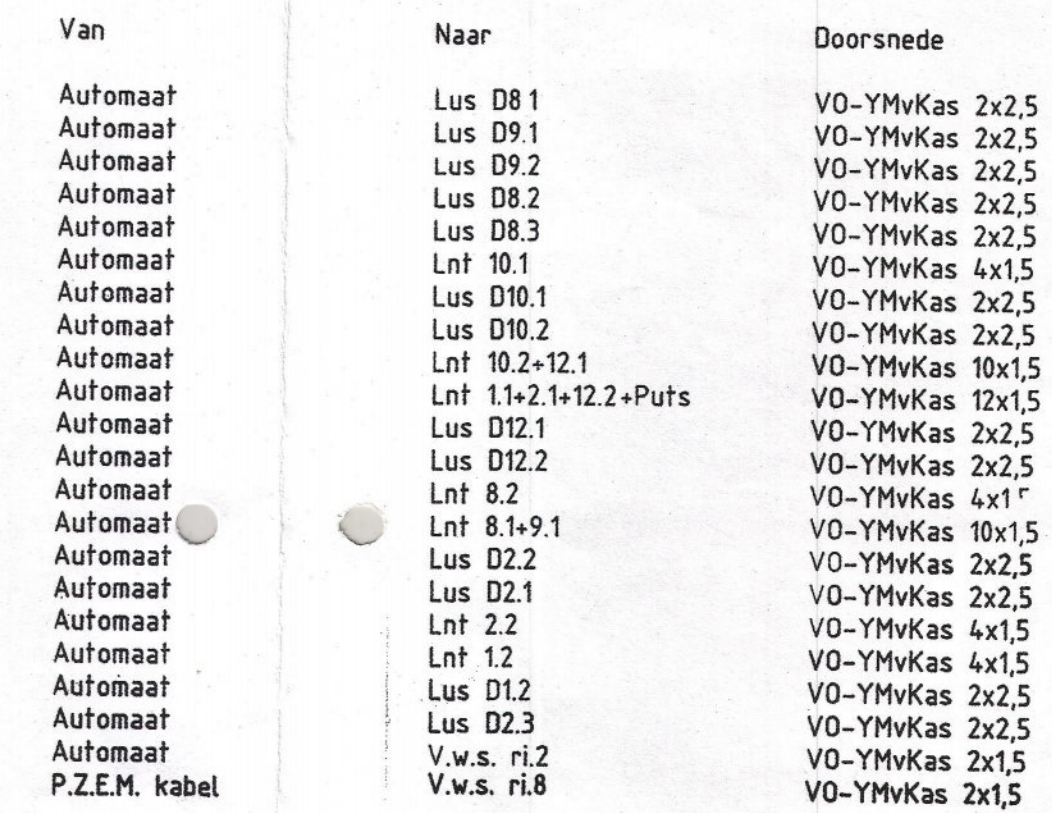 Van Naar Doorsnede
Automaat Lus D8 1 VO-YMvKas 2x2,5
Automaat Lus D9.1 VO-YMvKas 2x2,5
Automaat Lus D9.2 VO-YMvKas 2x2,5
Automaat Lus D8.2 VO-YMvKas 2x2,5
Automaat Lus D8.3 VO-YMvKas 2x2,5
Automaat Lnt 10.1 VO-YMvKas 4x1,5
Automaat Lus D10.1 VO-YMvKas 2x2,5
Automaat Lus D10.2 VO-YMvKas 2x2,5
Automaat Lnt 10.2+12.1 VO-YMvKas 10x1,5
Automaat Lnt 1.1+2.1+12.2+Puts VO-YMvKas 12x1,5
Automaat Lus D12.1 VO-YMvKas 2x2,5
Automaat Lus D12.2 VO-YMvKas 2x2,5
Automaat Lnt 8.2 VO-YMvKas
Automaat Lnt 8.1+9.1 VO-YMvKas 10x1,5
Automaat Lus D2.2 VO-YMvKas 2x2,5
Automaat Lus D2.1 VO-YMvKas 2x2,5
Automaat Lnt 2.2 VO-YMvKas 4x1,5
Automaat Lnt 1.2 VO-YMvKas 4x1,5
Automaat Lus D1.2 VO-YMvKas 2x2,5
Automaat Lus D2.3 VO-YMvKas 2x2,5
Automaat V.w.s. ri.2 VO-YMvKas 2x1,5
P.Z.E.M. kabel V.w.s. ri.8 VO-YMvKas 2x1,5